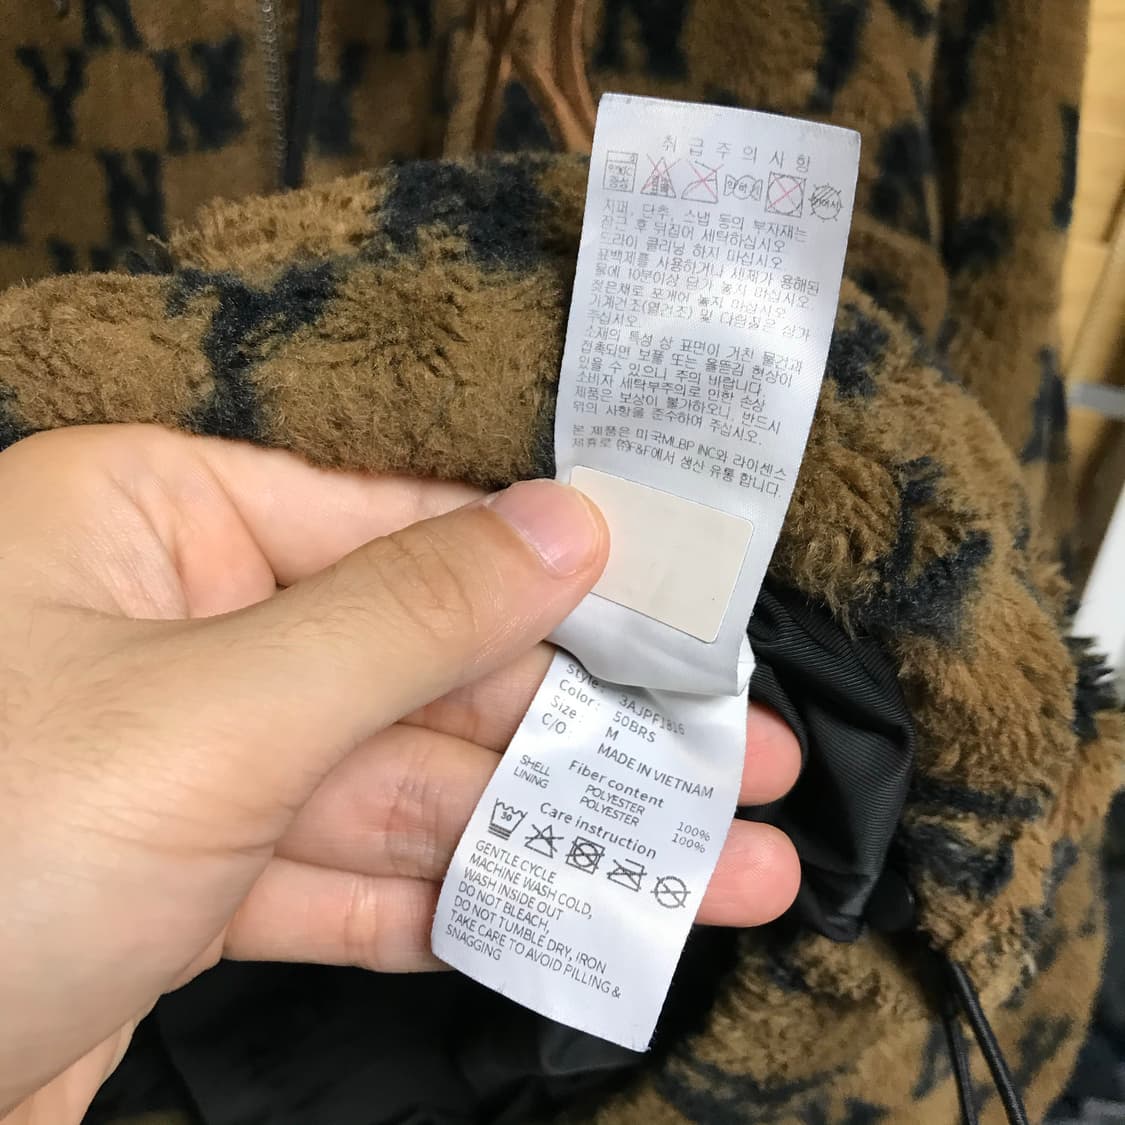 취급주의사항
지퍼, 단추, 스냅 등의 부자재는
잠근 후 뒤집어 세탁하십시오
드라이 클리닝 하지 마십시오
표백제를 사용하거나 세제가 용해된
물에 10분이상 담가 놓지 마십시오
젖은채로 포개어 놓지 마십시오
기계건조(열건조) 및 다림질은 삼가
주십시오.
소재의 특성 상 표면이 거친 물건과
접촉되면 보풀 또는 올뜯김 현상이
있을 수 있으니 주의 바랍니다.
소비자 세탁부주의로 인한 손상
제품은 보상이 불가하오니, 반드시
위의 사항을 준수하여 주십시오.
본 제품은 미국MLBP INC와 라이센스
제휴로 ㈜F&F에서 생산 유통 합니다.
Style: 3AJPF1816
Color: 50BRS
Size: M
C/O: MADE IN VIETNAM
Fiber content
SHELL POLYESTER 100%
LINING POLYESTER 100%
Care instruction
30
GENTLE CYCLE
MACHINE WASH COLD,
WASH INSIDE OUT
DO NOT BLEACH,
DO NOT TUMBLE DRY, IRON
TAKE CARE TO AVOID PILLING &
SNAGGING